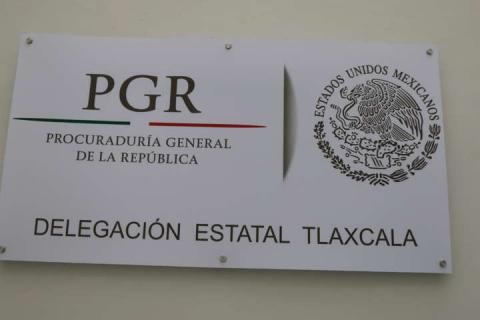 PGR
PROCURADURÍA GENERAL
DE LA REPÚBLICA
ESTADOS UNIDOS MEXICANOS
DELEGACIÓN ESTATAL TLAXCALA